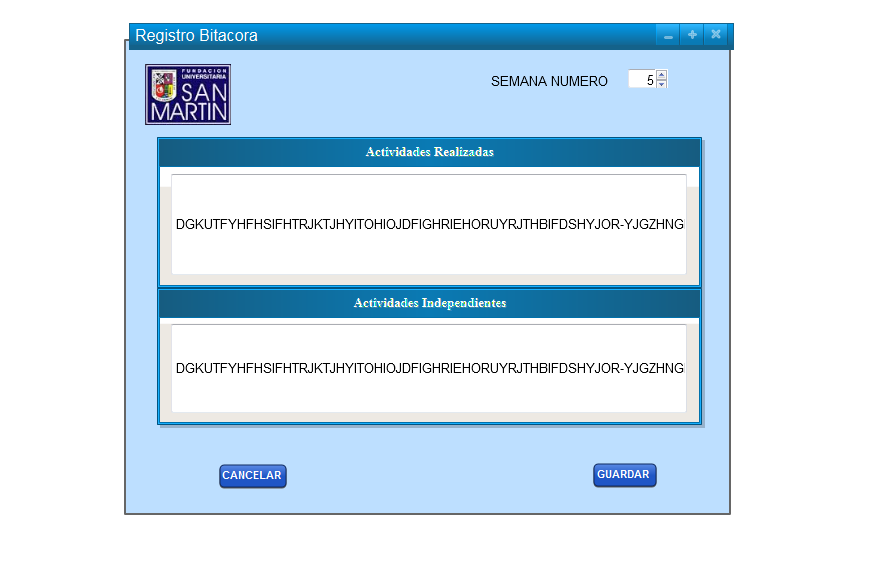 Registro Bitacora
FUNDACION
UNIVERSITARIA
SAN
MARTIN
SEMANA NUMERO 5
Actividades Realizadas
DGKUTFYHFHSIFHTRJKTJHYITOHIOJDFIGHRIEHORUYRJTHBIFDSHYJOR-YJGZHNG
Actividades Independientes
DGKUTFYHFHSIFHTRJKTJHYITOHIOJDFIGHRIEHORUYRJTHBIFDSHYJOR-YJGZHNG
CANCELAR GUARDAR